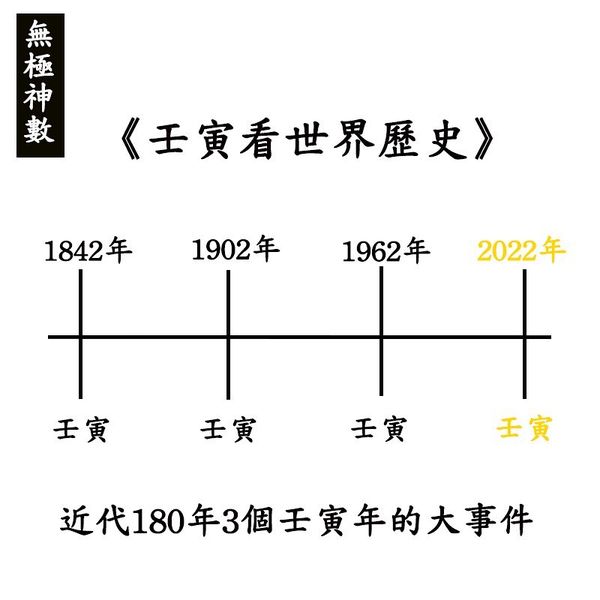 無極神數
《壬寅看世界歷史》
1842年 1902年 1962年 2022年
壬寅 壬寅 壬寅 壬寅
近代180年3個壬寅年的大事件